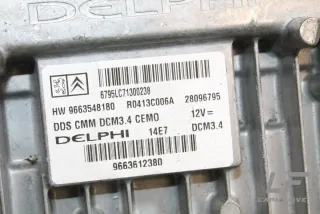 DELPHI
6795LC71300238
HW 9663548180 R0413C006A 28096795
DDS CMM DCM3.4 CEMO 12V=
DELPHI 14E7 DCM3.4
9663612380